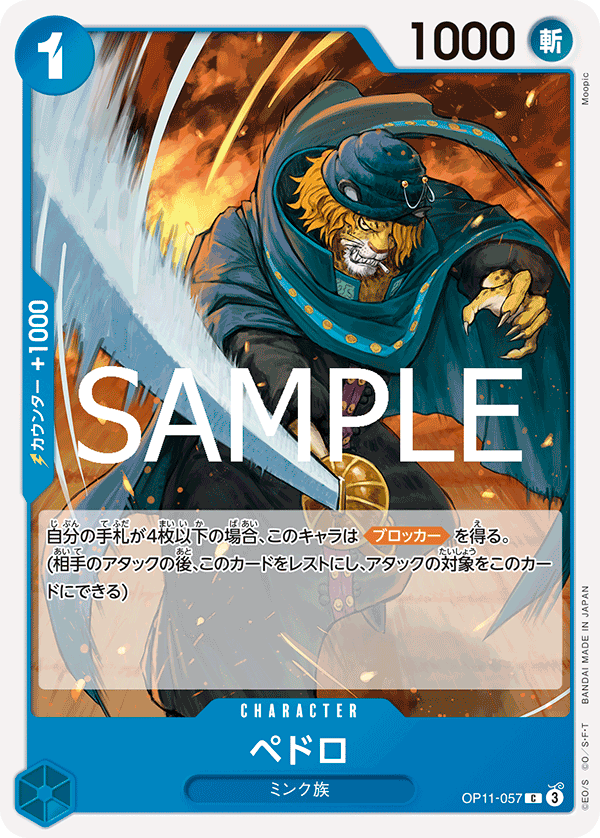 1
1000
斬
Moopic
カウンター +1000
SAMPLE
自分の手札が4枚以下の場合、このキャラは ブロッカー を得る。
(相手のアタックの後、このカードをレストにし、アタックの対象をこのカー
ドにできる)
CHARACTER
ペドロ
ミンク族
OP11-057 C 3
©EO/S ©O/S・F・T BANDAI MADE IN JAPAN